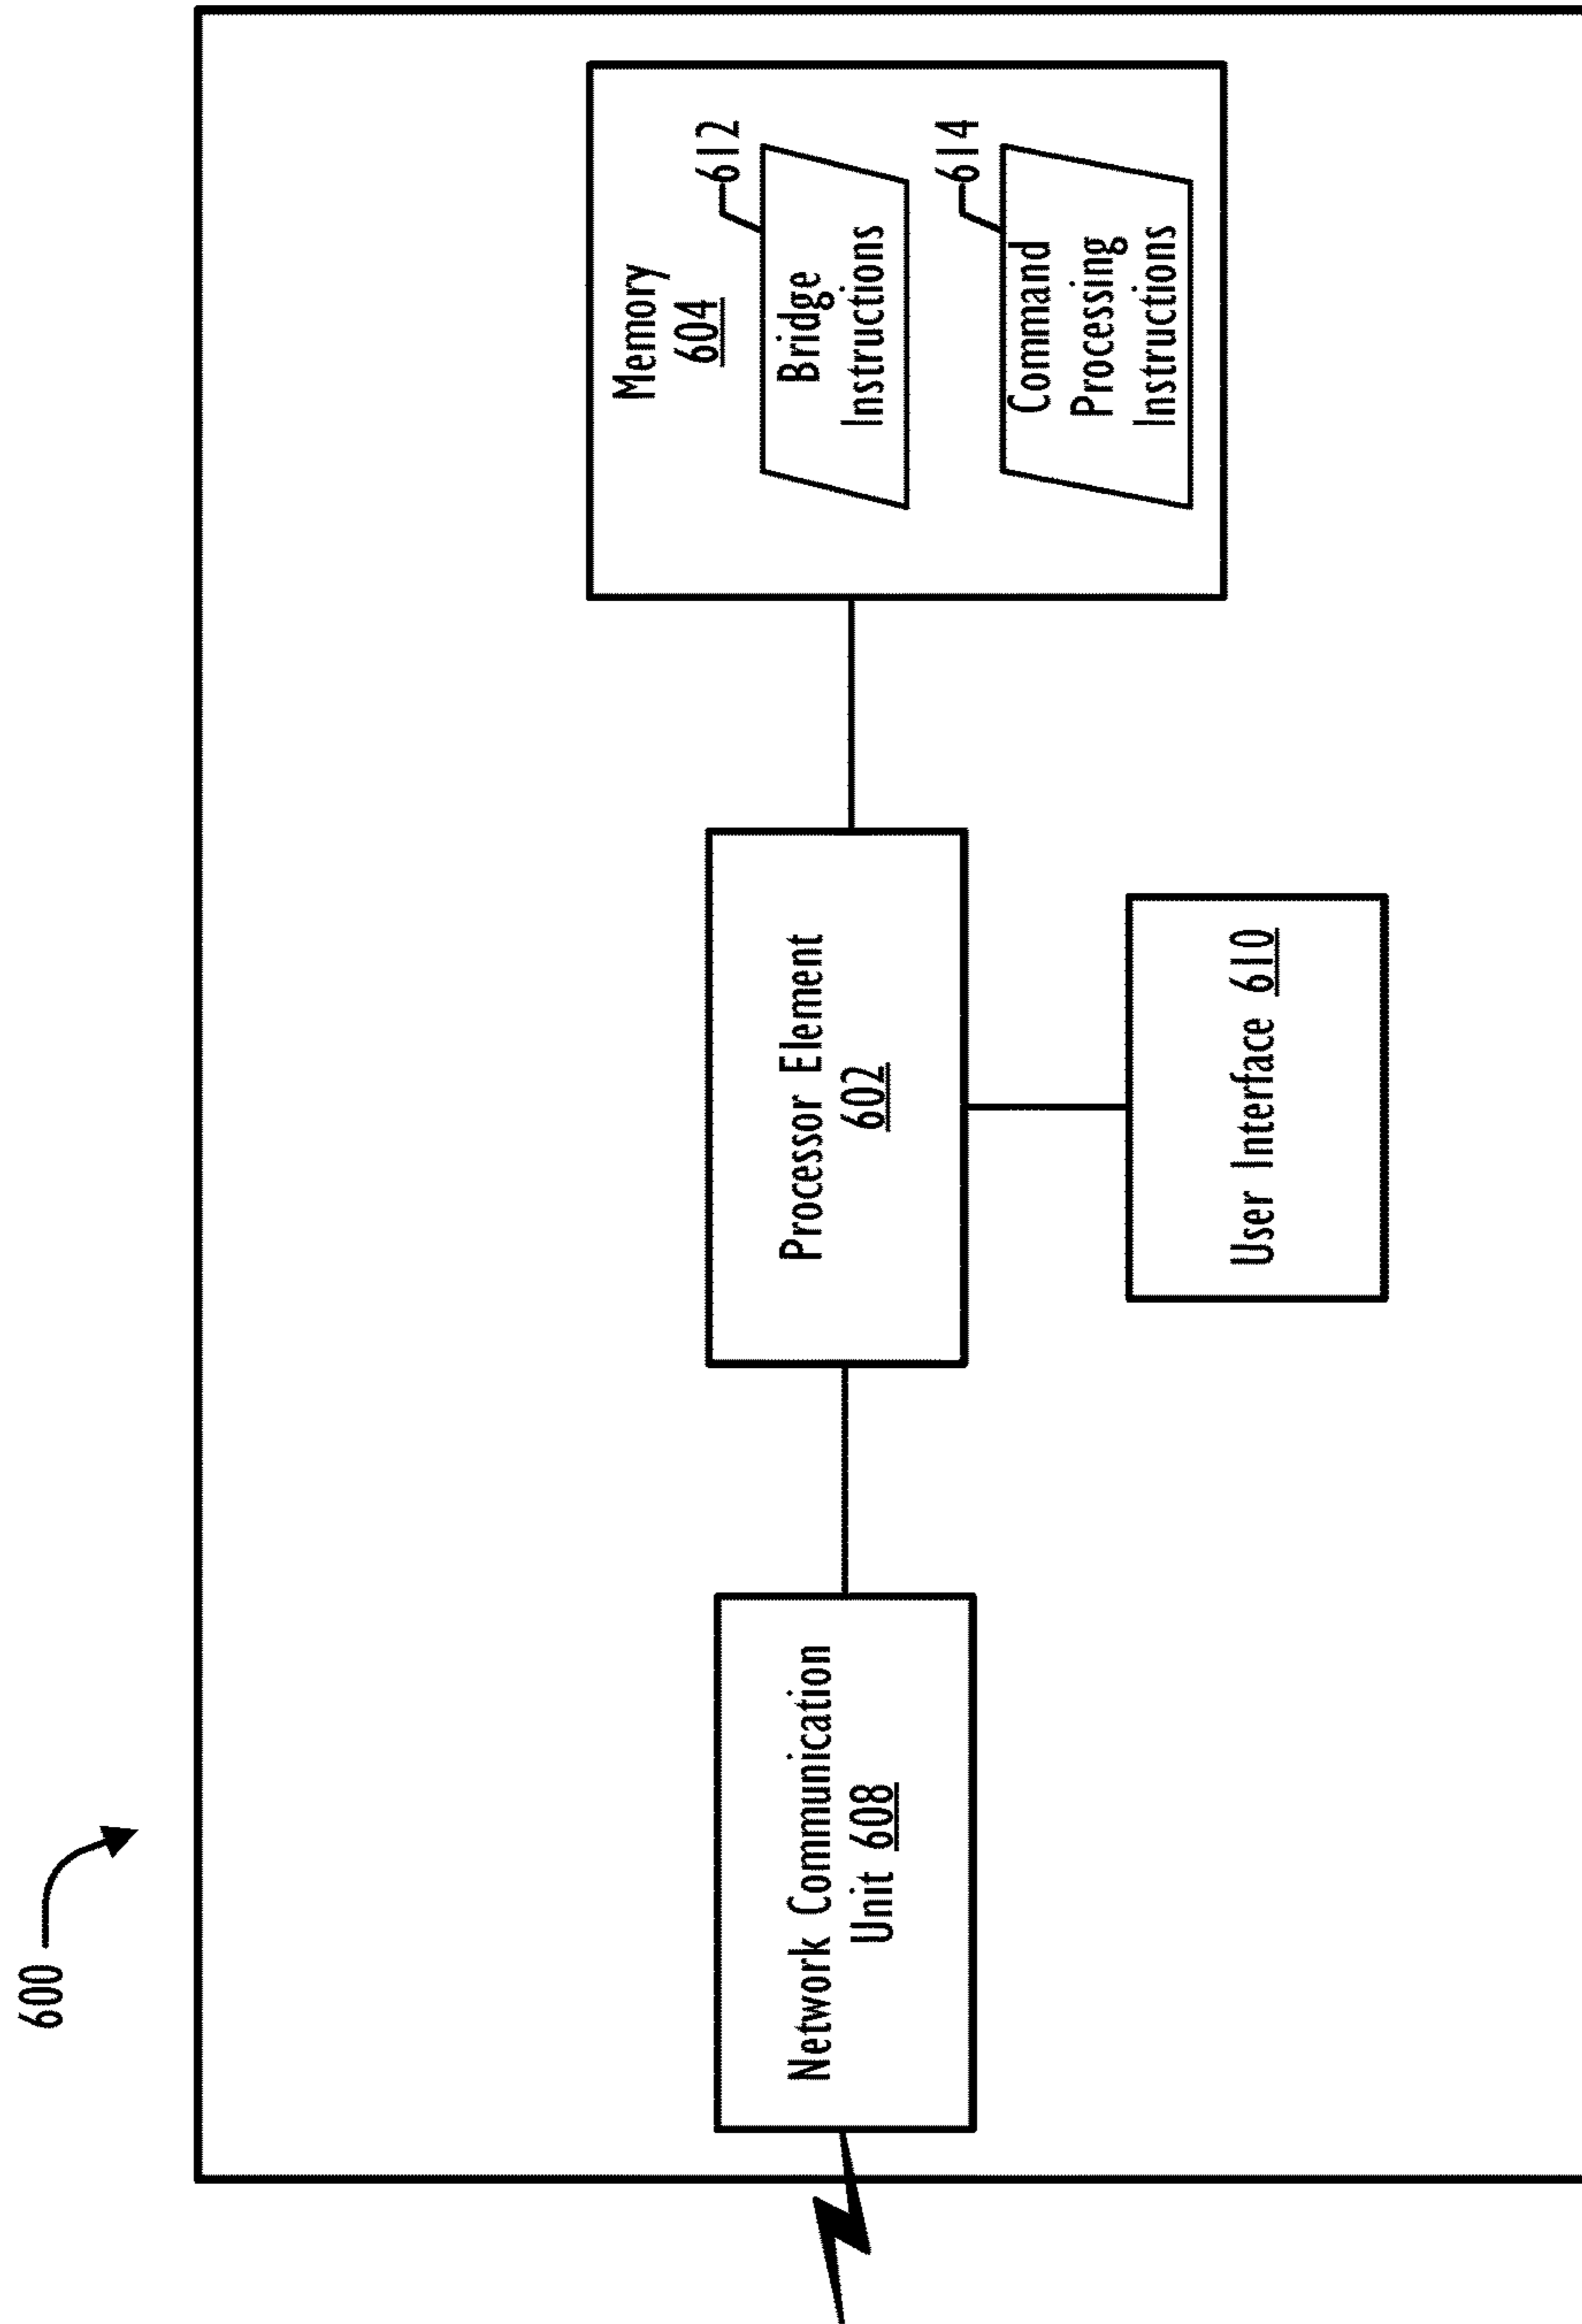 600
Network Communication
Unit 608
Processor Element
602
User Interface 610
Memory
604
612
Bridge
Instructions
614
Command
Processing
Instructions